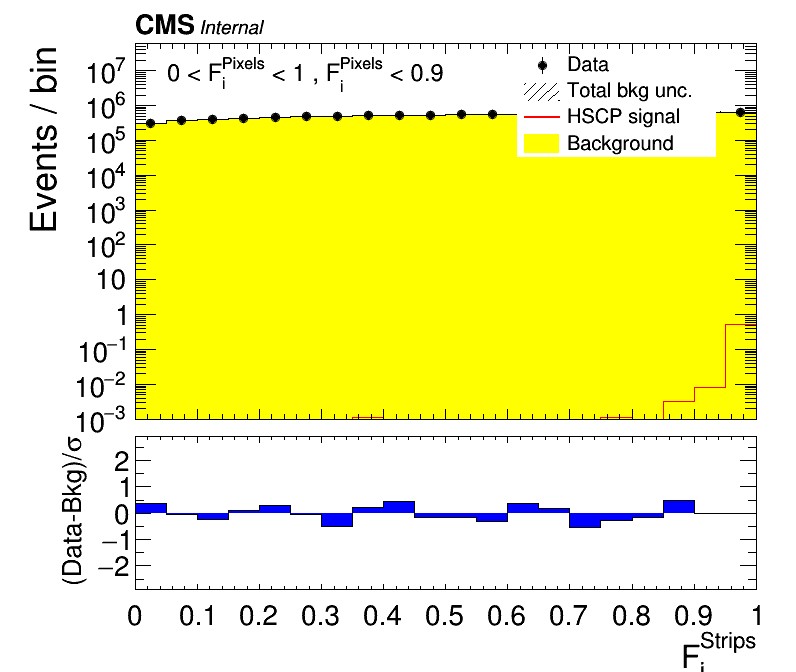 CMS Internal
0 < F_i^Pixels < 1 , F_i^Pixels < 0.9
Data
Total bkg unc.
HSCP signal
Background
Events / bin
10^7
10^6
10^5
10^4
10^3
10^2
10
1
10^−1
10^−2
10^−3
(Data-Bkg)/σ
2
1
0
−1
−2
0 0.1 0.2 0.3 0.4 0.5 0.6 0.7 0.8 0.9 1
F_i^Strips